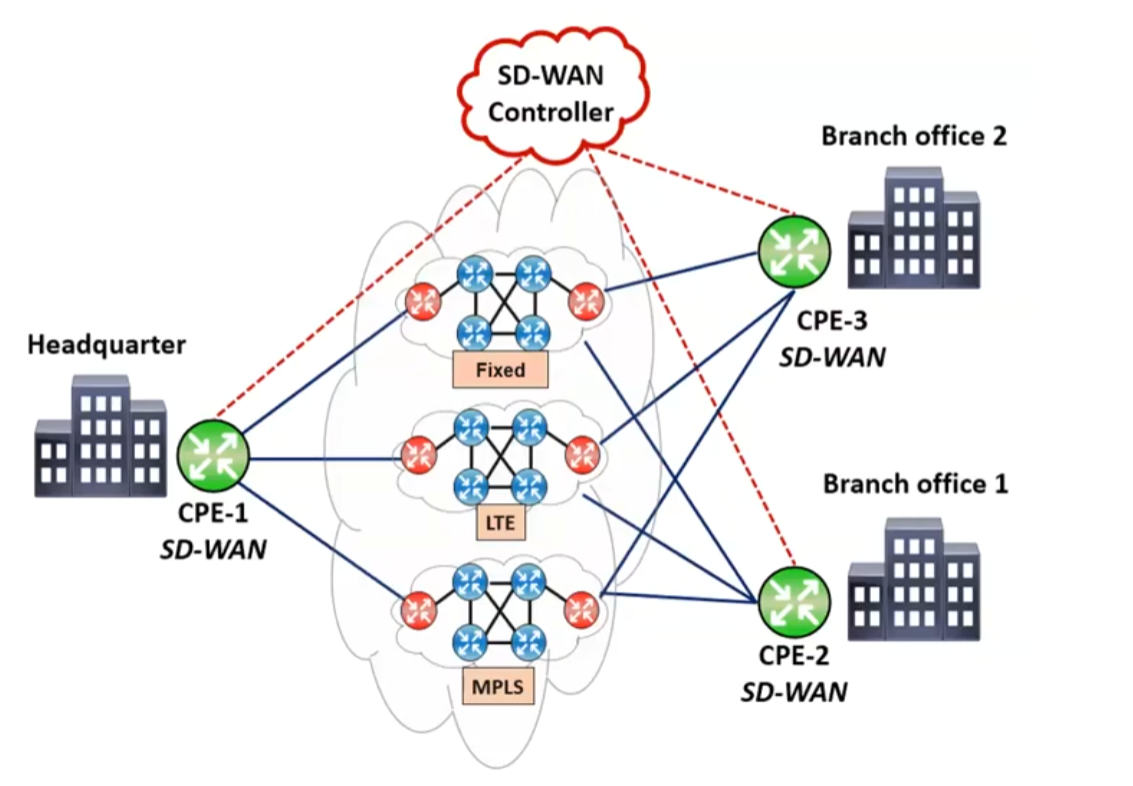 SD-WAN
Controller
Branch office 2
CPE-3
SD-WAN
Headquarter
Fixed
CPE-1
SD-WAN
LTE
Branch office 1
MPLS
CPE-2
SD-WAN